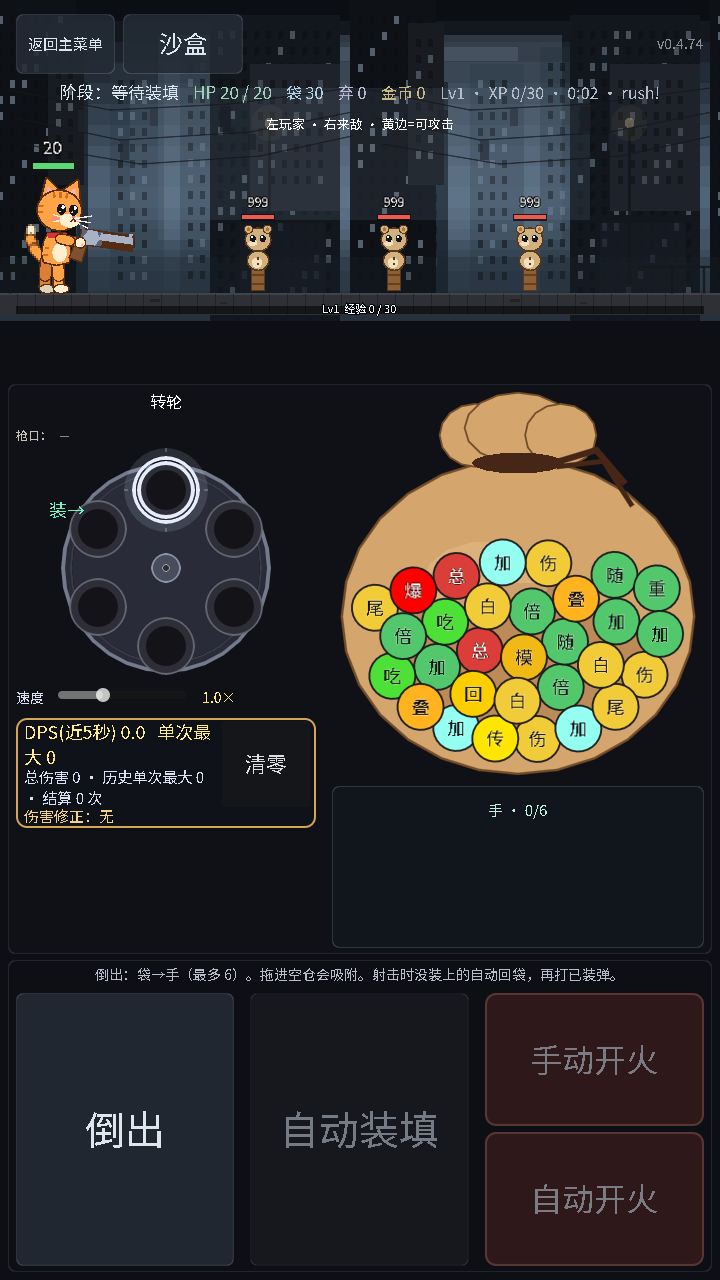 返回主菜单
沙盒
v0.4.74
阶段：等待装填 HP 20 / 20 袋 30 弃 0 金币 0 Lv1 · XP 0/30 · 0:02 · rush!
左玩家 · 右来敌 · 黄边=可攻击
20
999
999
999
Lv1 经验 0 / 30
转轮
枪口： —
装→
加
伤
总
随
爆
重
叠
白
尾
倍
吃
加
倍
随
加
总
模
白
加
吃
伤
倍
回
白
叠
尾
加
加
传
伤
速度 1.0×
DPS(近5秒) 0.0 单次最
大 0
总伤害 0 · 历史单次最大 0
· 结算 0 次
伤害修正：无
清零
手 · 0/6
倒出：袋→手（最多 6）。拖进空仓会吸附。射击时没装上的自动回袋，再打已装弹。
倒出
自动装填
手动开火
自动开火